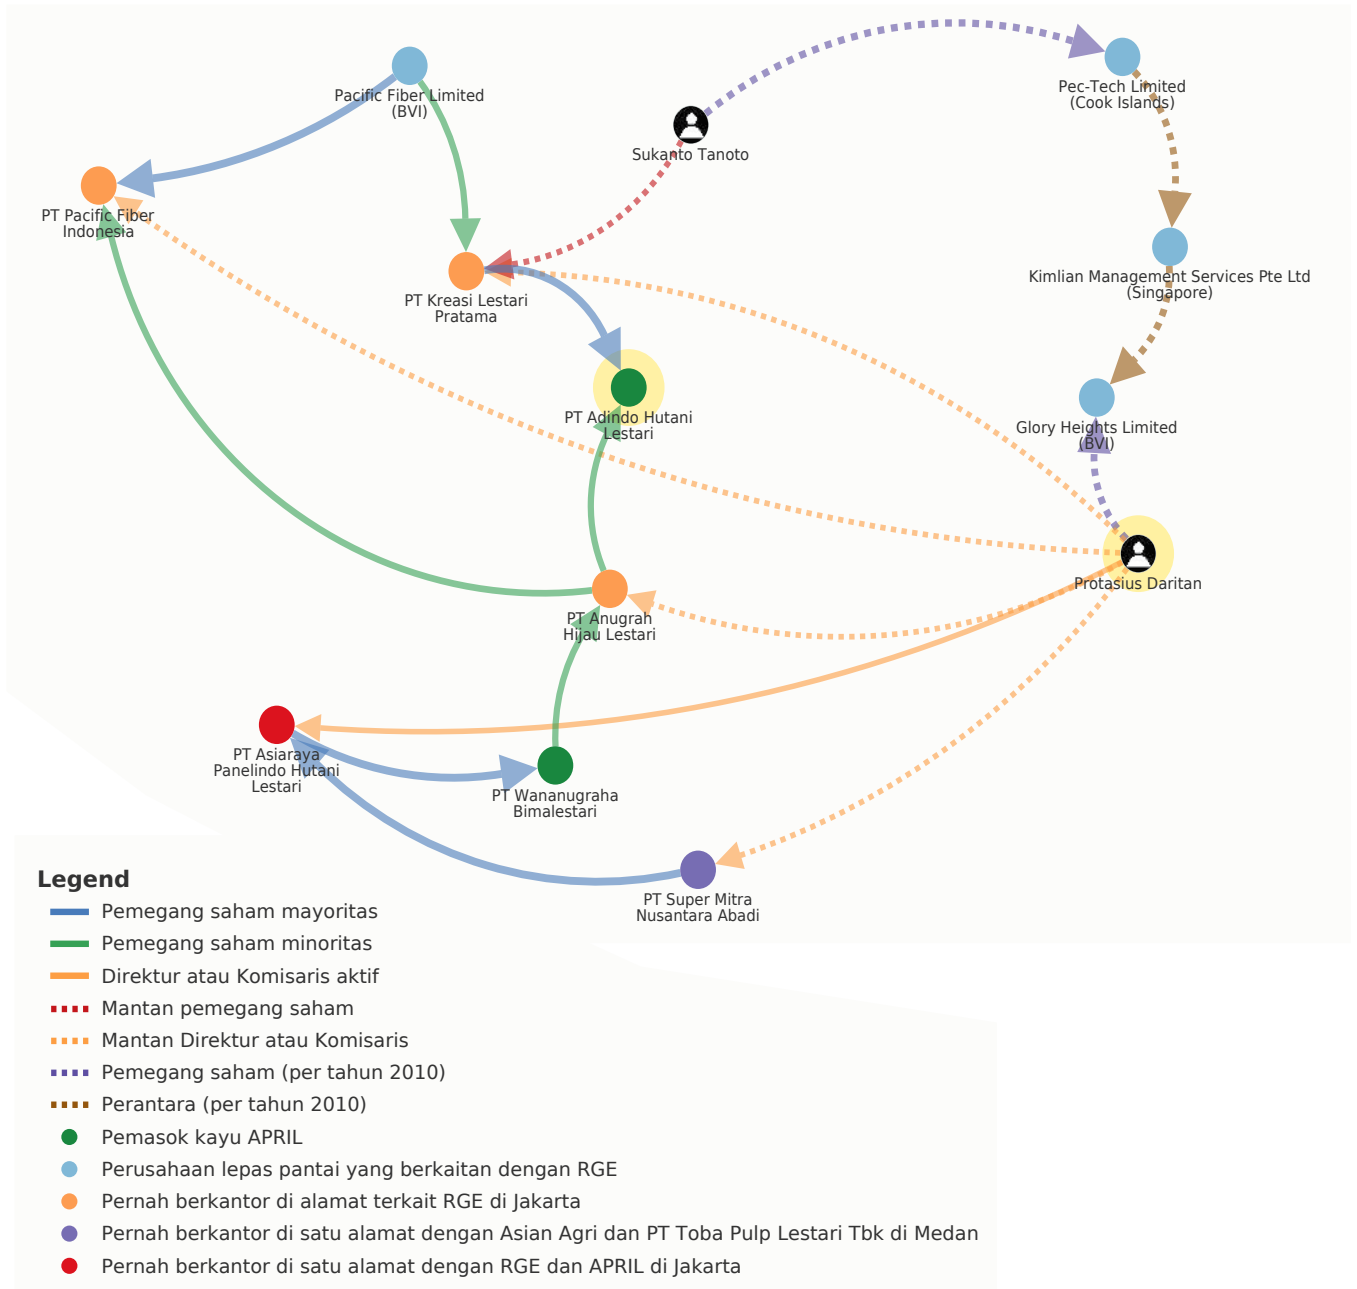 Pacific Fiber Limited
(BVI)
Pec-Tech Limited
(Cook Islands)
Sukanto Tanoto
PT Pacific Fiber
Indonesia
Kimlian Management Services Pte Ltd
(Singapore)
PT Kreasi Lestari
Pratama
PT Adindo Hutani
Lestari
Glory Heights Limited
(BVI)
Protasius Daritan
PT Anugrah
Hijau Lestari
PT Asiaraya
Panelindo Hutani
Lestari
PT Wananugraha
Bimalestari
PT Super Mitra
Nusantara Abadi
Legend
Pemegang saham mayoritas
Pemegang saham minoritas
Direktur atau Komisaris aktif
Mantan pemegang saham
Mantan Direktur atau Komisaris
Pemegang saham (per tahun 2010)
Perantara (per tahun 2010)
Pemasok kayu APRIL
Perusahaan lepas pantai yang berkaitan dengan RGE
Pernah berkantor di alamat terkait RGE di Jakarta
Pernah berkantor di satu alamat dengan Asian Agri dan PT Toba Pulp Lestari Tbk di Medan
Pernah berkantor di satu alamat dengan RGE dan APRIL di Jakarta